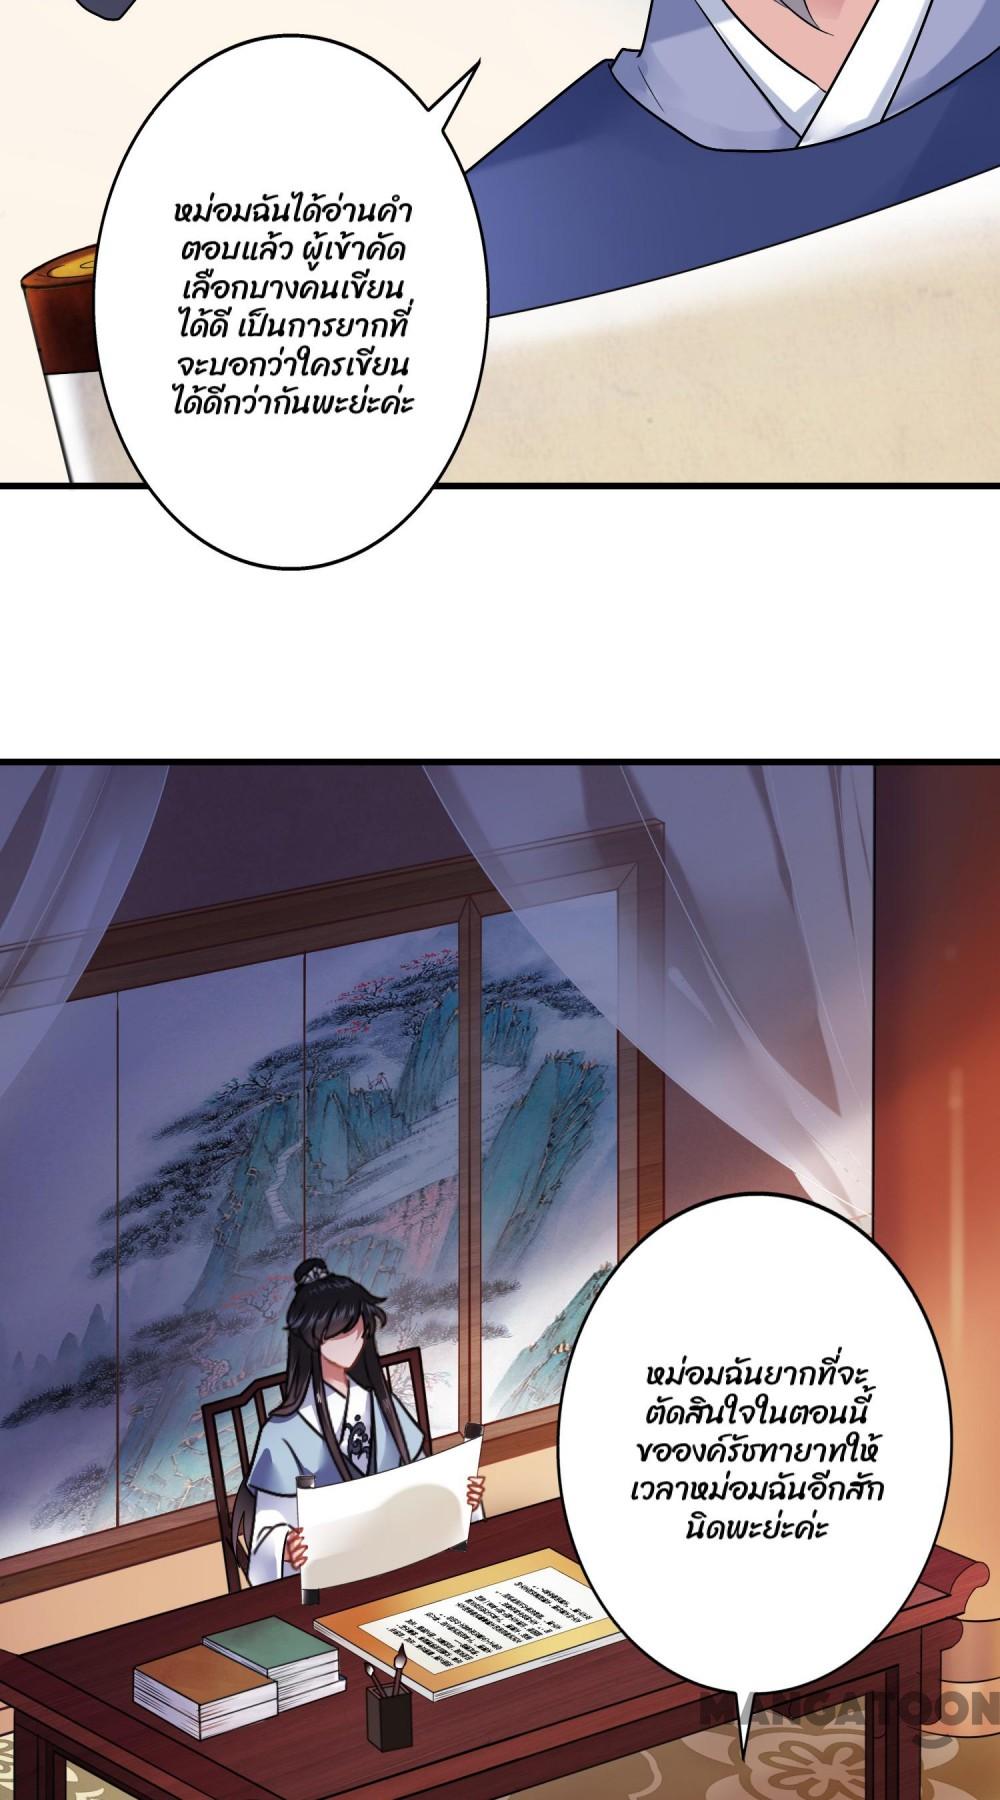 หม่อมฉันได้อ่านคำ
ตอบแล้ว ผู้เข้าคัด
เลือกบางคนเขียน
ได้ดี เป็นการยากที่
จะบอกว่าใครเขียน
ได้ดีกว่ากันพะย่ะค่ะ
หม่อมฉันยากที่จะ
ตัดสินใจในตอนนี้
ขอองค์รัชทายาทให้
เวลาหม่อมฉันอีกสัก
นิดพะย่ะค่ะ
MANGATOON